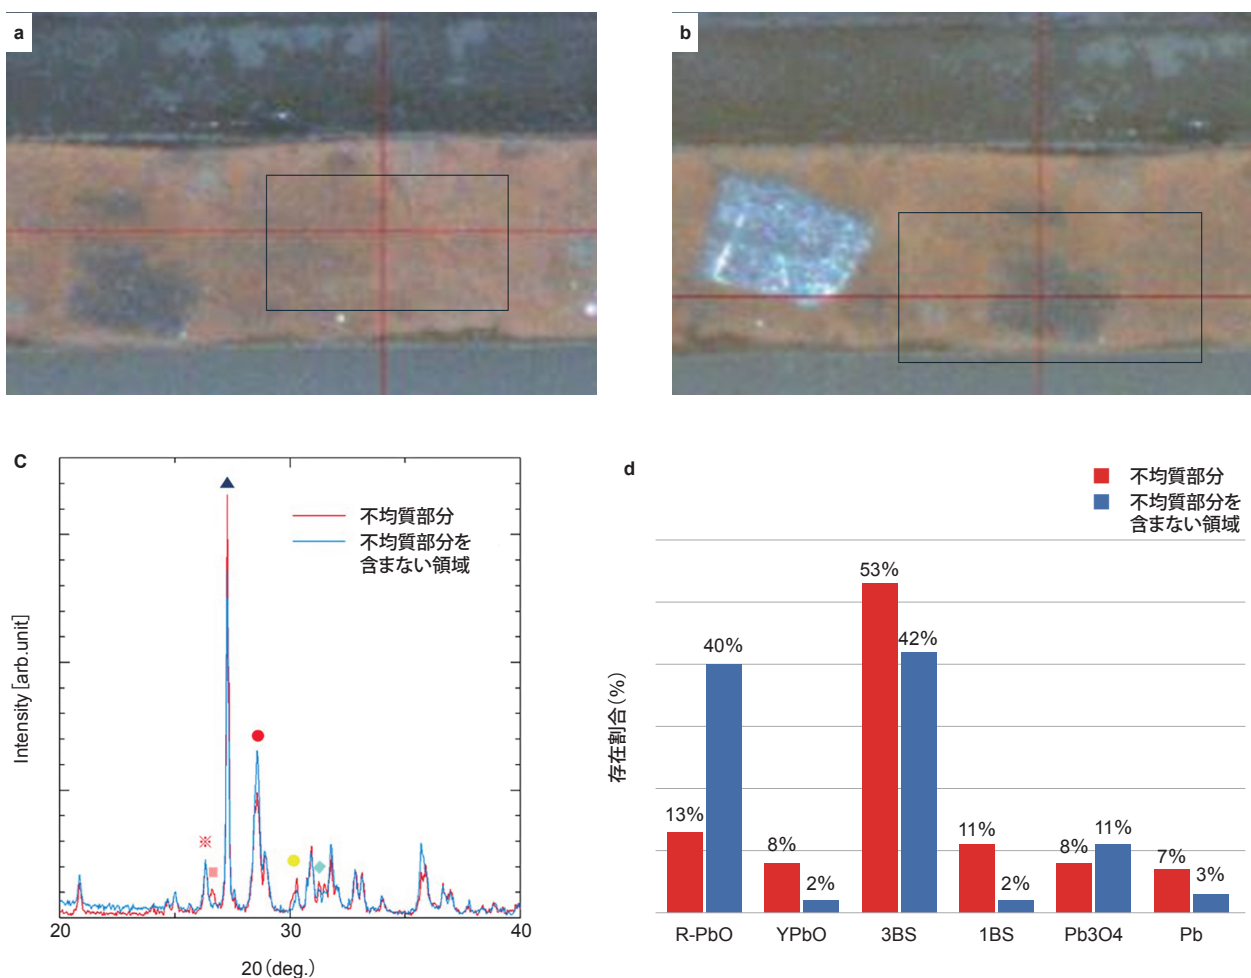 a
b
c
不均質部分
不均質部分を
含まない領域
※
Intensity [arb.unit]
20
30
40
20(deg.)
d
不均質部分
不均質部分を
含まない領域
存在割合(%)
13%
40%
8%
2%
53%
42%
11%
2%
8%
11%
7%
3%
R-PbO
YPbO
3BS
1BS
Pb3O4
Pb